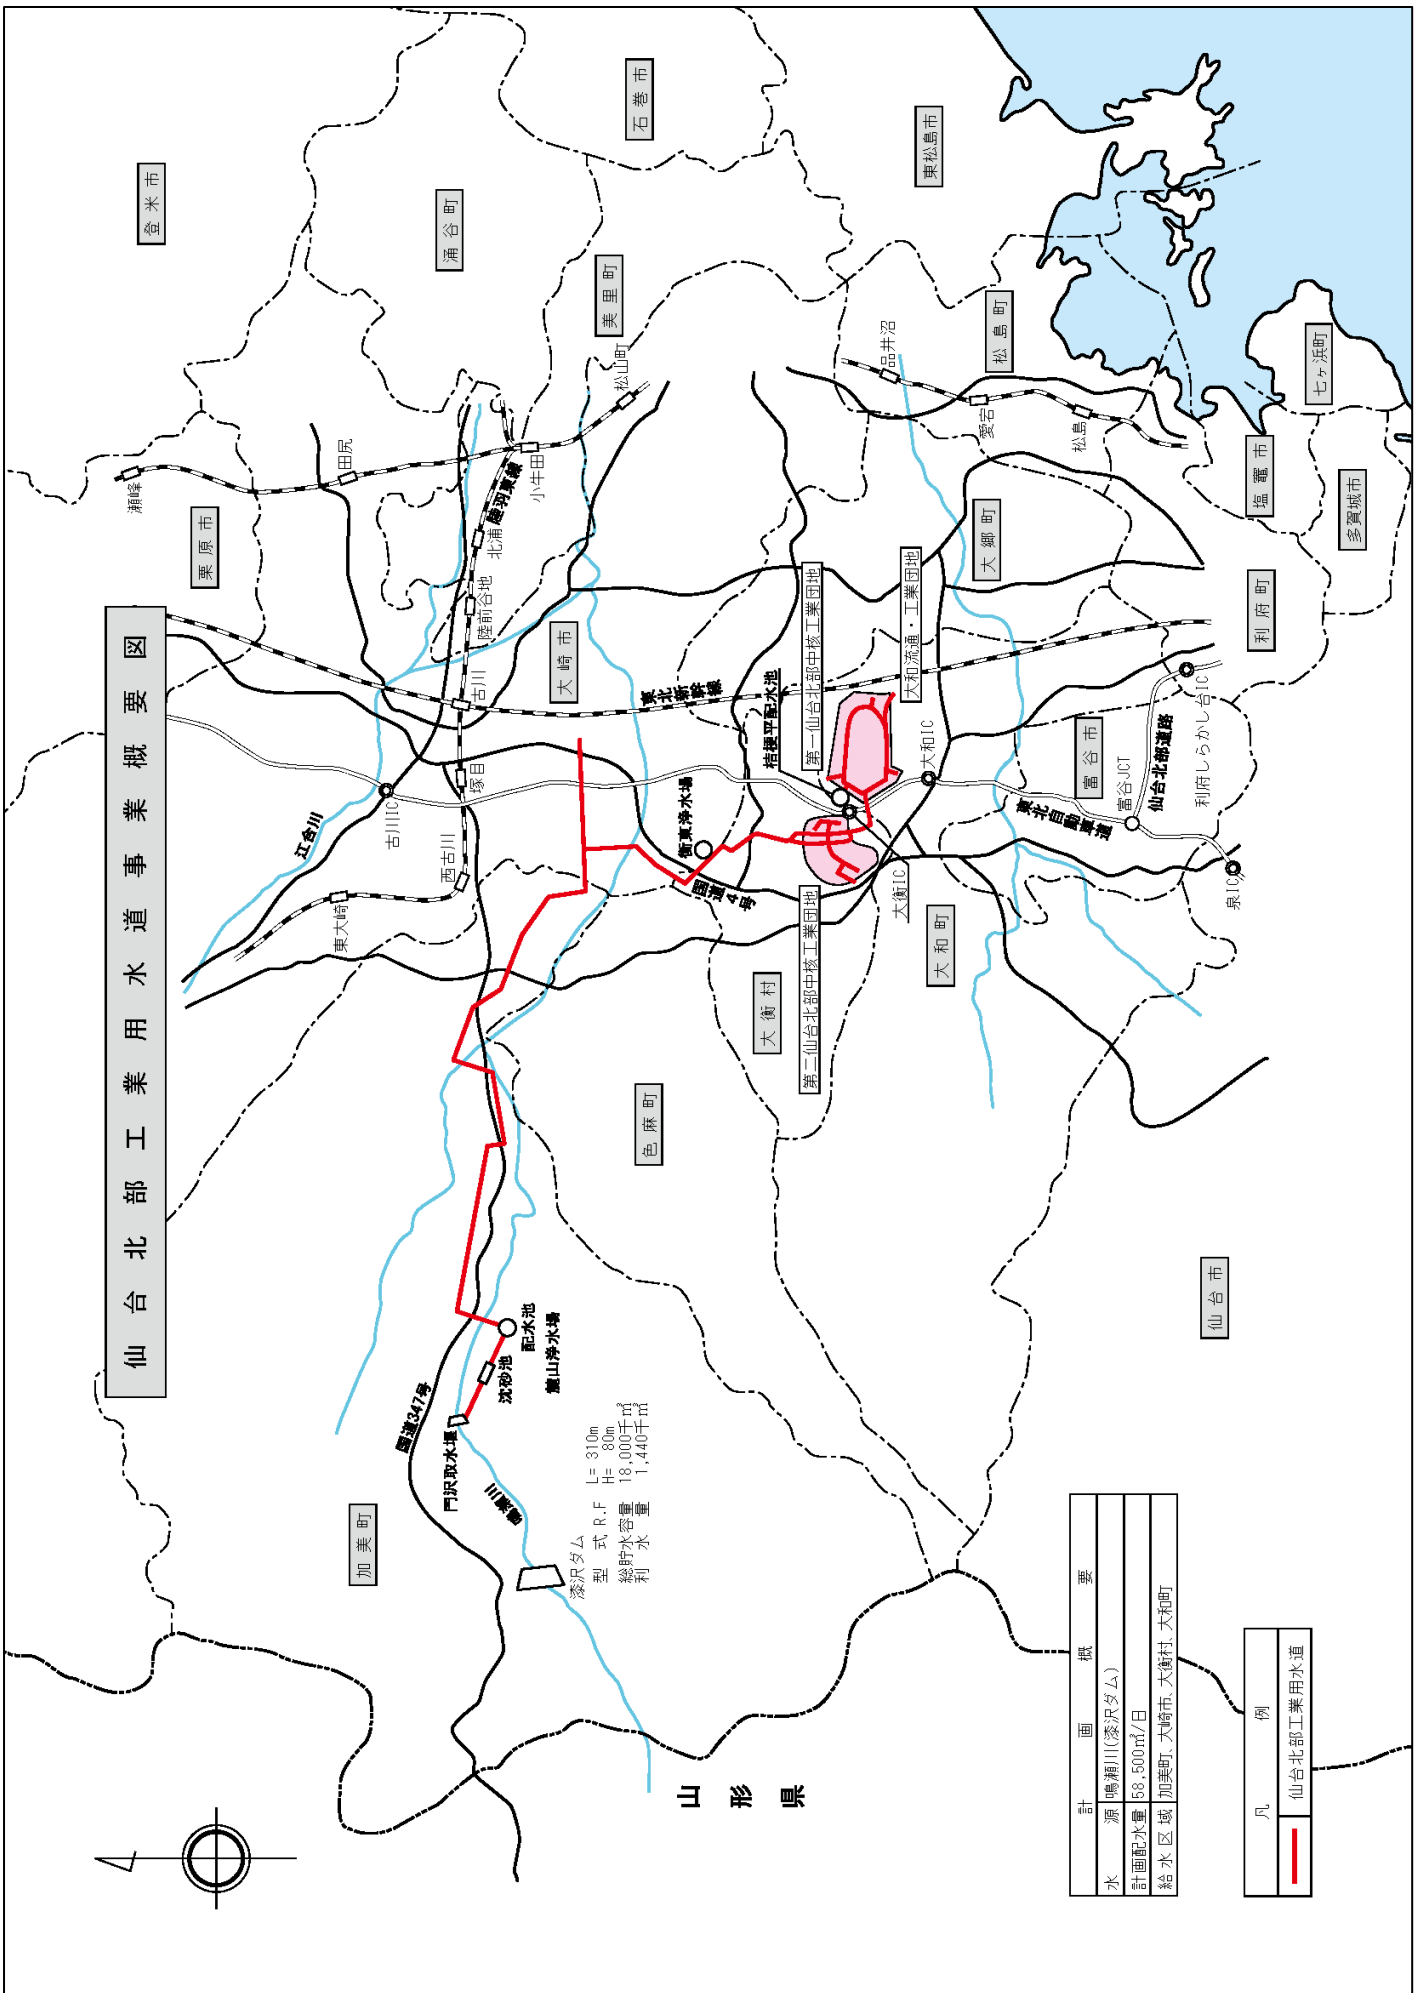 仙台北部工業用水道事業概要図
登米市
石巻市
涌谷町
東松島市
栗原市
美里町
松島町
七ヶ浜町
塩竈市
多賀城市
大郷町
利府町
大崎市
富谷市
大和町
大衡村
色麻町
加美町
仙台市
山形県
瀬峰
田尻
小牛田
松山町
品井沼
愛宕
松島
陸羽東線
北浦
陸前谷地
古川
塚目
西古川
東大崎
江合川
古川IC
東北新幹線
桔梗平配水池
第一仙台北部中核工業団地
大和流通・工業団地
大和IC
衡東浄水場
国道4号
大衡IC
第二仙台北部中核工業団地
東北自動車道
富谷JCT
仙台北部道路
利府しらかし台IC
泉IC
国道347号
門沢取水堰
沈砂池
配水池
麓山浄水場
鳴瀬川
漆沢ダム
型式 R.F L= 310m
H= 80m
総貯水容量 18,000千㎥
利水量 1,440千㎥
計画概要
水源 鳴瀬川(漆沢ダム)
計画配水量 58,500㎥/日
給水区域 加美町、大崎市、大衡村、大和町
凡例
仙台北部工業用水道